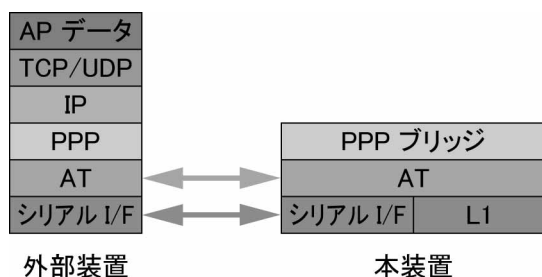 AP データ
TCP/UDP
IP
PPP
AT
シリアル I/F
外部装置
PPP ブリッジ
AT
シリアル I/F
L1
本装置